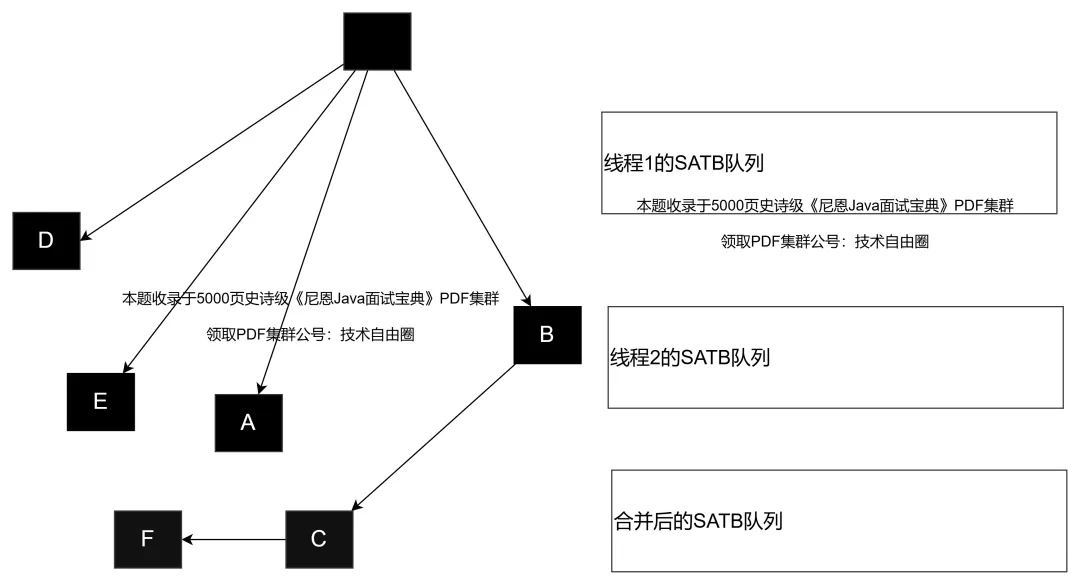 线程1的SATB队列
本题收录于5000页史诗级《尼恩Java面试宝典》PDF集群
领取PDF集群公号：技术自由圈
D
本题收录于5000页史诗级《尼恩Java面试宝典》PDF集群
领取PDF集群公号：技术自由圈
B
线程2的SATB队列
E
A
F
C
合并后的SATB队列